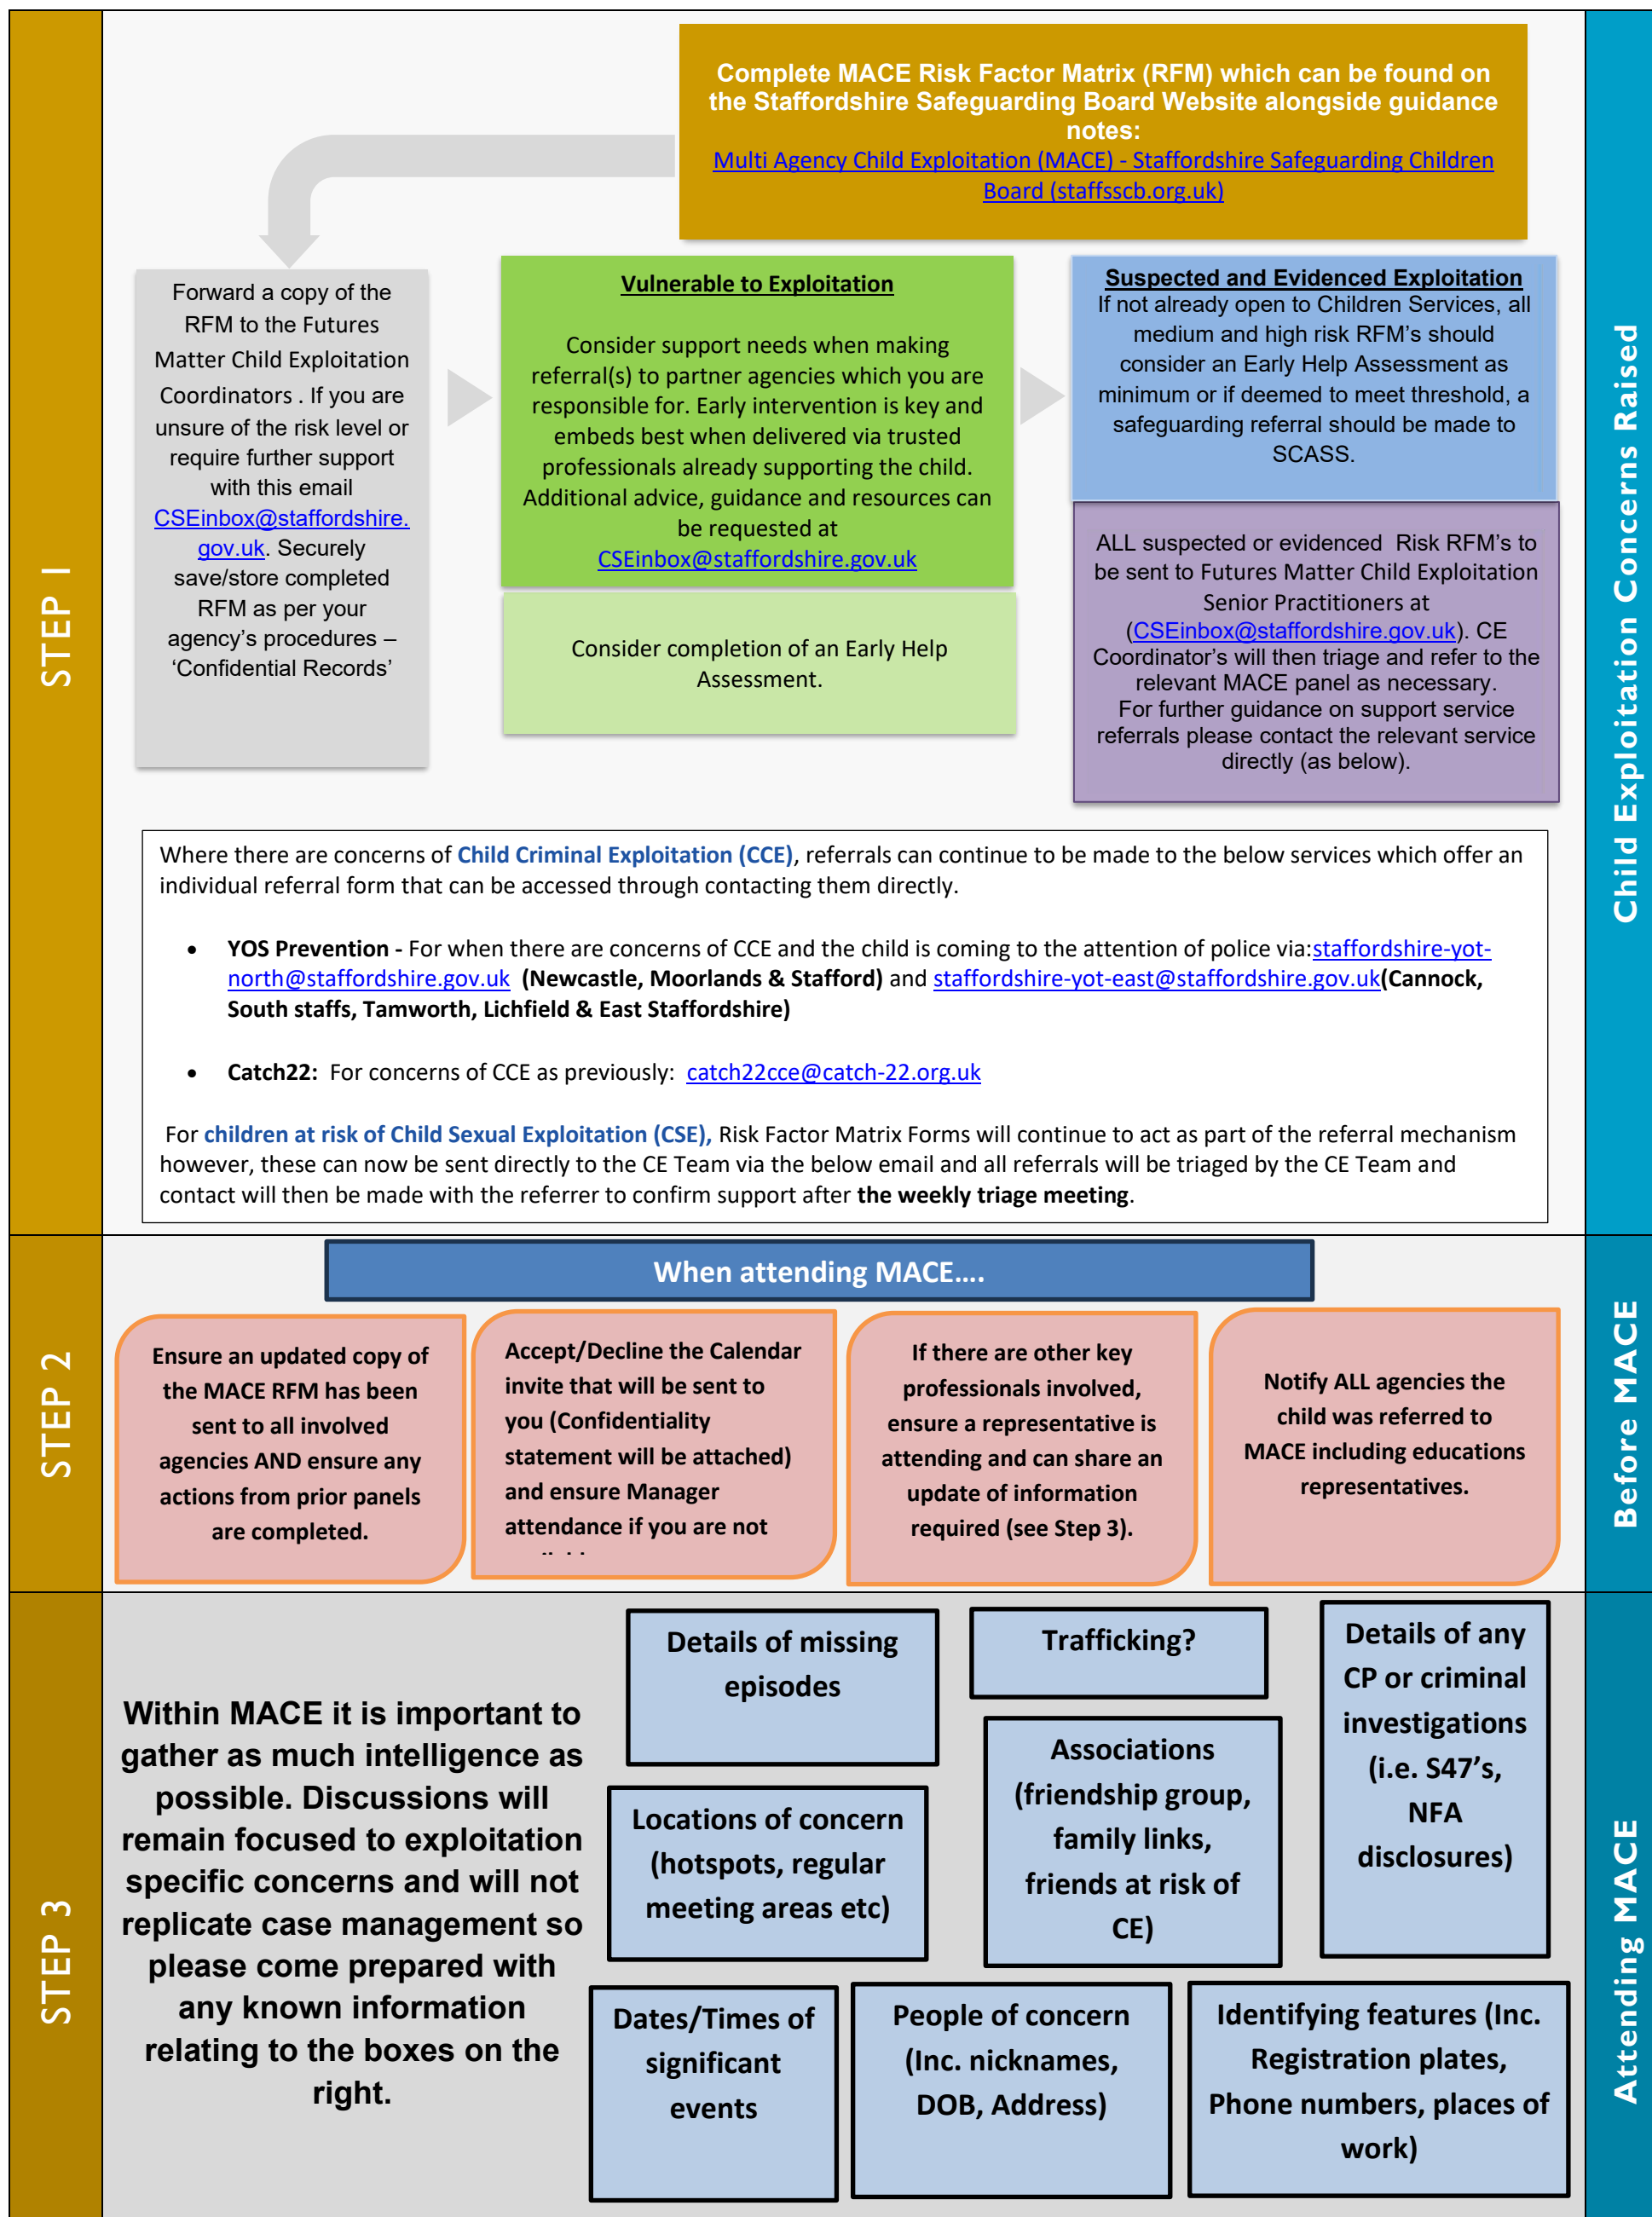 Complete MACE Risk Factor Matrix (RFM) which can be found on
the Staffordshire Safeguarding Board Website alongside guidance
notes:
Multi Agency Child Exploitation (MACE) - Staffordshire Safeguarding Children
Board (staffsscb.org.uk)
STEP 1
Child Exploitation Concerns Raised
Forward a copy of the
RFM to the Futures
Matter Child Exploitation
Coordinators . If you are
unsure of the risk level or
require further support
with this email
CSEinbox@staffordshire.
gov.uk. Securely
save/store completed
RFM as per your
agency’s procedures –
‘Confidential Records’
Vulnerable to Exploitation
Consider support needs when making
referral(s) to partner agencies which you are
responsible for. Early intervention is key and
embeds best when delivered via trusted
professionals already supporting the child.
Additional advice, guidance and resources can
be requested at
CSEinbox@staffordshire.gov.uk
Consider completion of an Early Help
Assessment.
Suspected and Evidenced Exploitation
If not already open to Children Services, all
medium and high risk RFM’s should
consider an Early Help Assessment as
minimum or if deemed to meet threshold, a
safeguarding referral should be made to
SCASS.
ALL suspected or evidenced  Risk RFM’s to
be sent to Futures Matter Child Exploitation
Senior Practitioners at
(CSEinbox@staffordshire.gov.uk). CE
Coordinator’s will then triage and refer to the
relevant MACE panel as necessary.
For further guidance on support service
referrals please contact the relevant service
directly (as below).
Where there are concerns of Child Criminal Exploitation (CCE), referrals can continue to be made to the below services which offer an
individual referral form that can be accessed through contacting them directly.
• YOS Prevention - For when there are concerns of CCE and the child is coming to the attention of police via:staffordshire-yot-
north@staffordshire.gov.uk  (Newcastle, Moorlands & Stafford) and staffordshire-yot-east@staffordshire.gov.uk(Cannock,
South staffs, Tamworth, Lichfield & East Staffordshire)
• Catch22:  For concerns of CCE as previously:  catch22cce@catch-22.org.uk
For children at risk of Child Sexual Exploitation (CSE), Risk Factor Matrix Forms will continue to act as part of the referral mechanism
however, these can now be sent directly to the CE Team via the below email and all referrals will be triaged by the CE Team and
contact will then be made with the referrer to confirm support after the weekly triage meeting.
STEP 2
Before MACE
When attending MACE....
Ensure an updated copy of
the MACE RFM has been
sent to all involved
agencies AND ensure any
actions from prior panels
are completed.
Accept/Decline the Calendar
invite that will be sent to
you (Confidentiality
statement will be attached)
and ensure Manager
attendance if you are not
If there are other key
professionals involved,
ensure a representative is
attending and can share an
update of information
required (see Step 3).
Notify ALL agencies the
child was referred to
MACE including educations
representatives.
STEP 3
Attending MACE
Within MACE it is important to
gather as much intelligence as
possible. Discussions will
remain focused to exploitation
specific concerns and will not
replicate case management so
please come prepared with
any known information
relating to the boxes on the
right.
Details of missing
episodes
Trafficking?
Details of any
CP or criminal
investigations
(i.e. S47’s,
NFA
disclosures)
Locations of concern
(hotspots, regular
meeting areas etc)
Associations
(friendship group,
family links,
friends at risk of
CE)
Dates/Times of
significant
events
People of concern
(Inc. nicknames,
DOB, Address)
Identifying features (Inc.
Registration plates,
Phone numbers, places of
work)